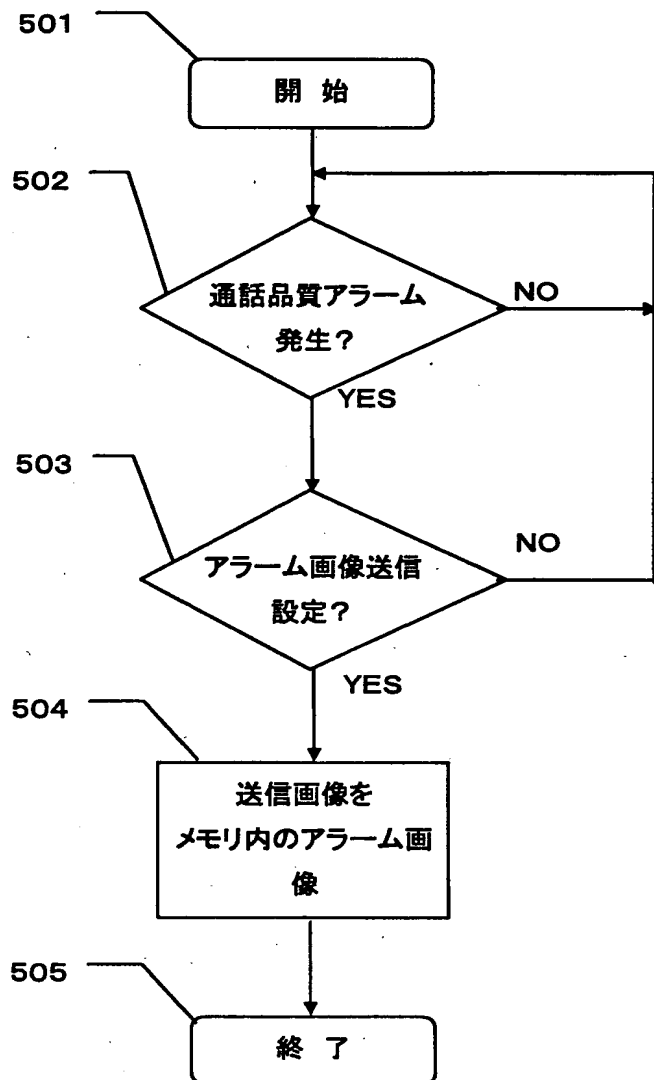 501
開 始
502
通話品質アラーム
発生?
NO
YES
503
アラーム画像送信
設定?
NO
YES
504
送信画像を
メモリ内のアラーム画
像
505
終 了